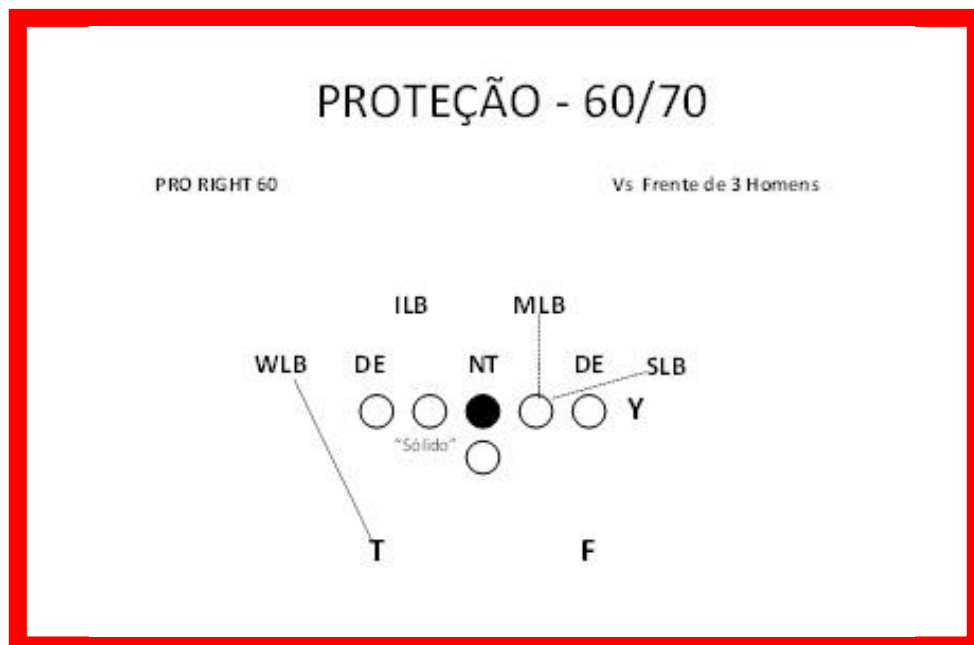 PROTEÇÃO - 60/70
PRO RIGHT 60 Vs Frente de 3 Homens
ILB MLB
WLB DE NT DE SLB
Y
"Sólido"
T F